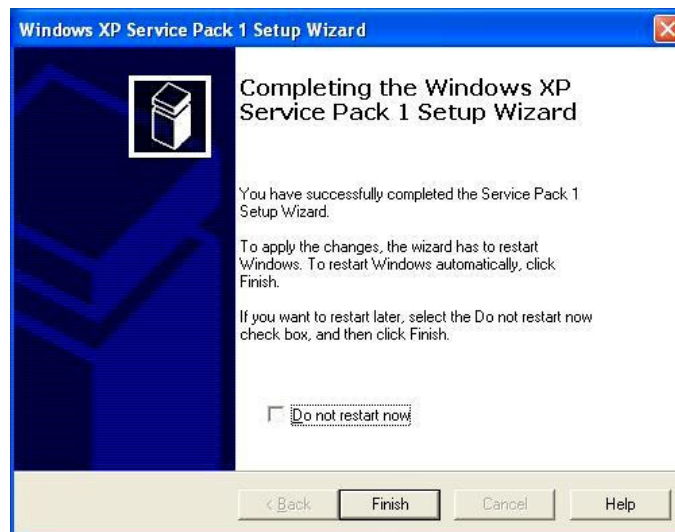 Windows XP Service Pack 1 Setup Wizard
Completing the Windows XP
Service Pack 1 Setup Wizard
You have successfully completed the Service Pack 1
Setup Wizard.
To apply the changes, the wizard has to restart
Windows. To restart Windows automatically, click
Finish.
If you want to restart later, select the Do not restart now
check box, and then click Finish.
Do not restart now
< Back Finish Cancel Help